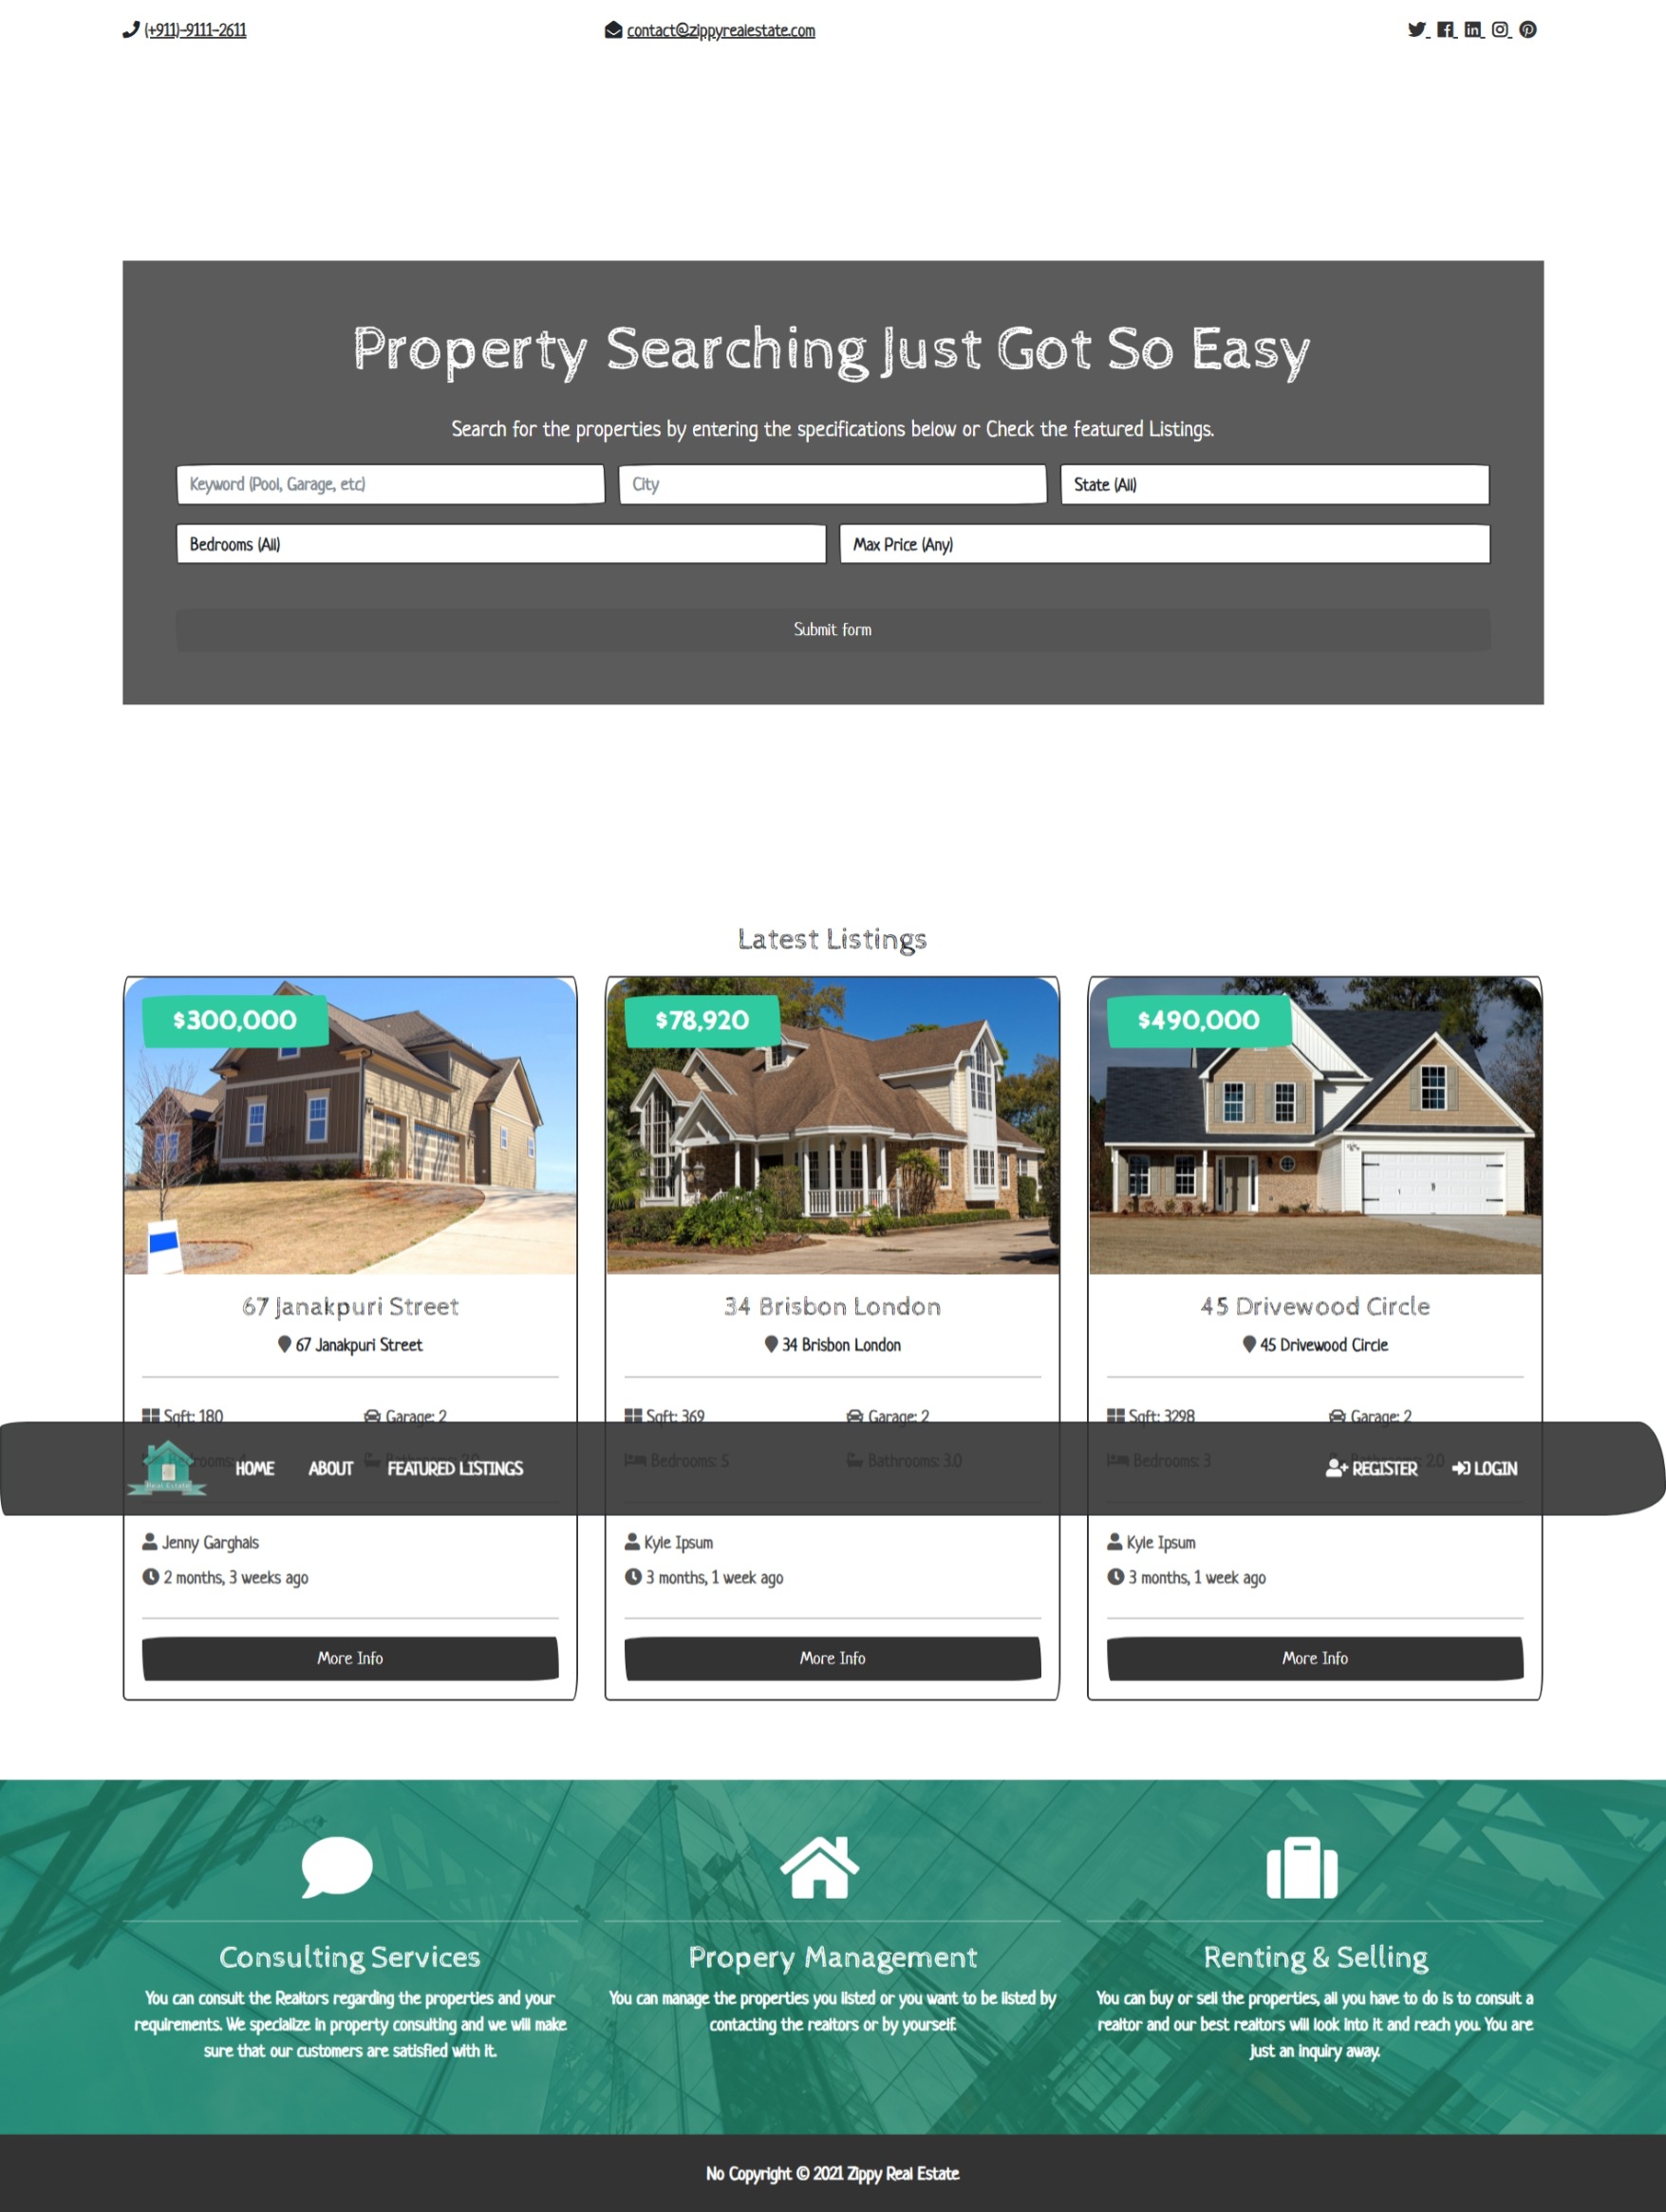 (+911)-9111-2611
contact@zippyrealestate.com
Property Searching Just Got So Easy
Search for the properties by entering the specifications below or Check the featured Listings.
Keyword (Pool, Garage, etc)
City
State (All)
Bedrooms (All)
Max Price (Any)
Submit form
Latest Listings
$300,000
$78,920
$490,000
67 Janakpuri Street
34 Brisbon London
45 Drivewood Circle
67 Janakpuri Street
34 Brisbon London
45 Drivewood Circle
Sqft: 180
Garage: 2
Sqft: 369
Garage: 2
Sqft: 3298
Garage: 2
Bedrooms: 5
Bathrooms: 3.0
Bedrooms: 3
2.0
Real Estate
HOME
ABOUT
FEATURED LISTINGS
REGISTER
LOGIN
Jenny Garghais
Kyle Ipsum
Kyle Ipsum
2 months, 3 weeks ago
3 months, 1 week ago
3 months, 1 week ago
More Info
More Info
More Info
Consulting Services
Propery Management
Renting & Selling
You can consult the Realtors regarding the properties and your
requirements. We specialize in property consulting and we will make
sure that our customers are satisfied with it.
You can manage the properties you listed or you want to be listed by
contacting the realtors or by yourself.
You can buy or sell the properties, all you have to do is to consult a
realtor and our best realtors will look into it and reach you. You are
just an inquiry away.
No Copyright © 2021 Zippy Real Estate